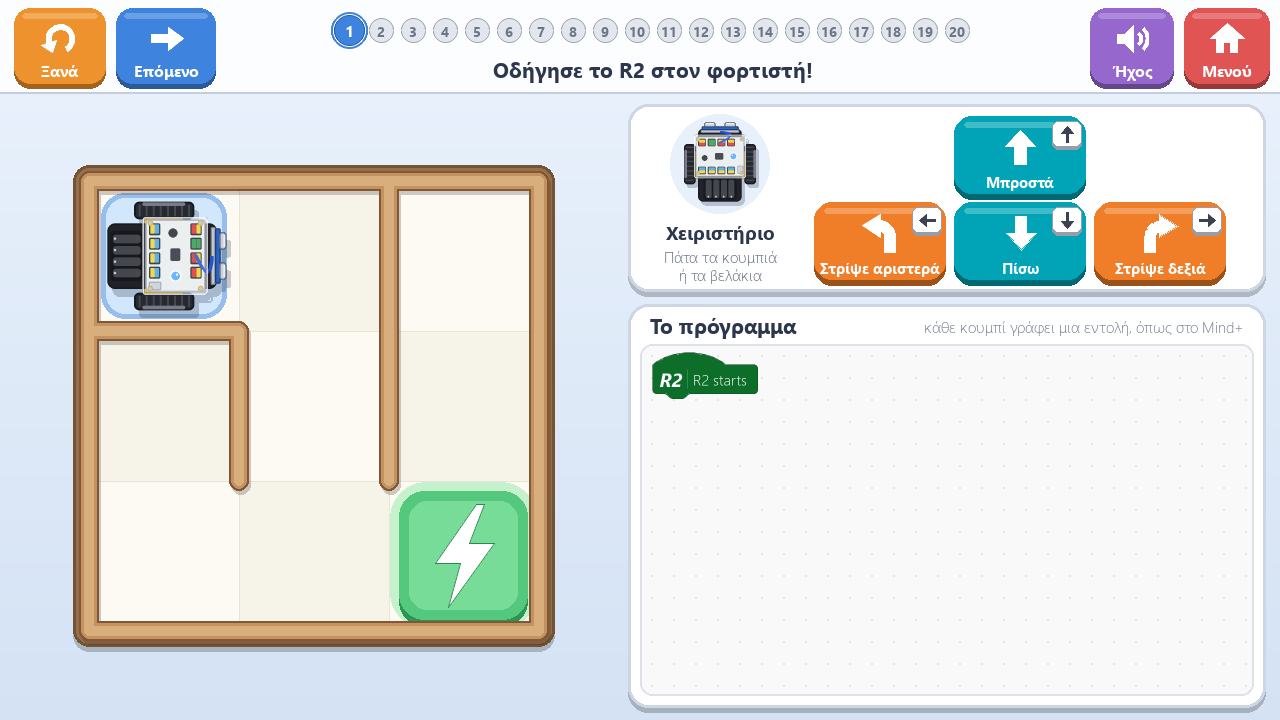 Ξανά
Επόμενο
1 2 3 4 5 6 7 8 9 10 11 12 13 14 15 16 17 18 19 20
Οδήγησε το R2 στον φορτιστή!
Ήχος
Μενού
Χειριστήριο
Πάτα τα κουμπιά
ή τα βελάκια
Μπροστά
Στρίψε αριστερά
Πίσω
Στρίψε δεξιά
Το πρόγραμμα
κάθε κουμπί γράφει μια εντολή, όπως στο Mind+
R2 R2 starts